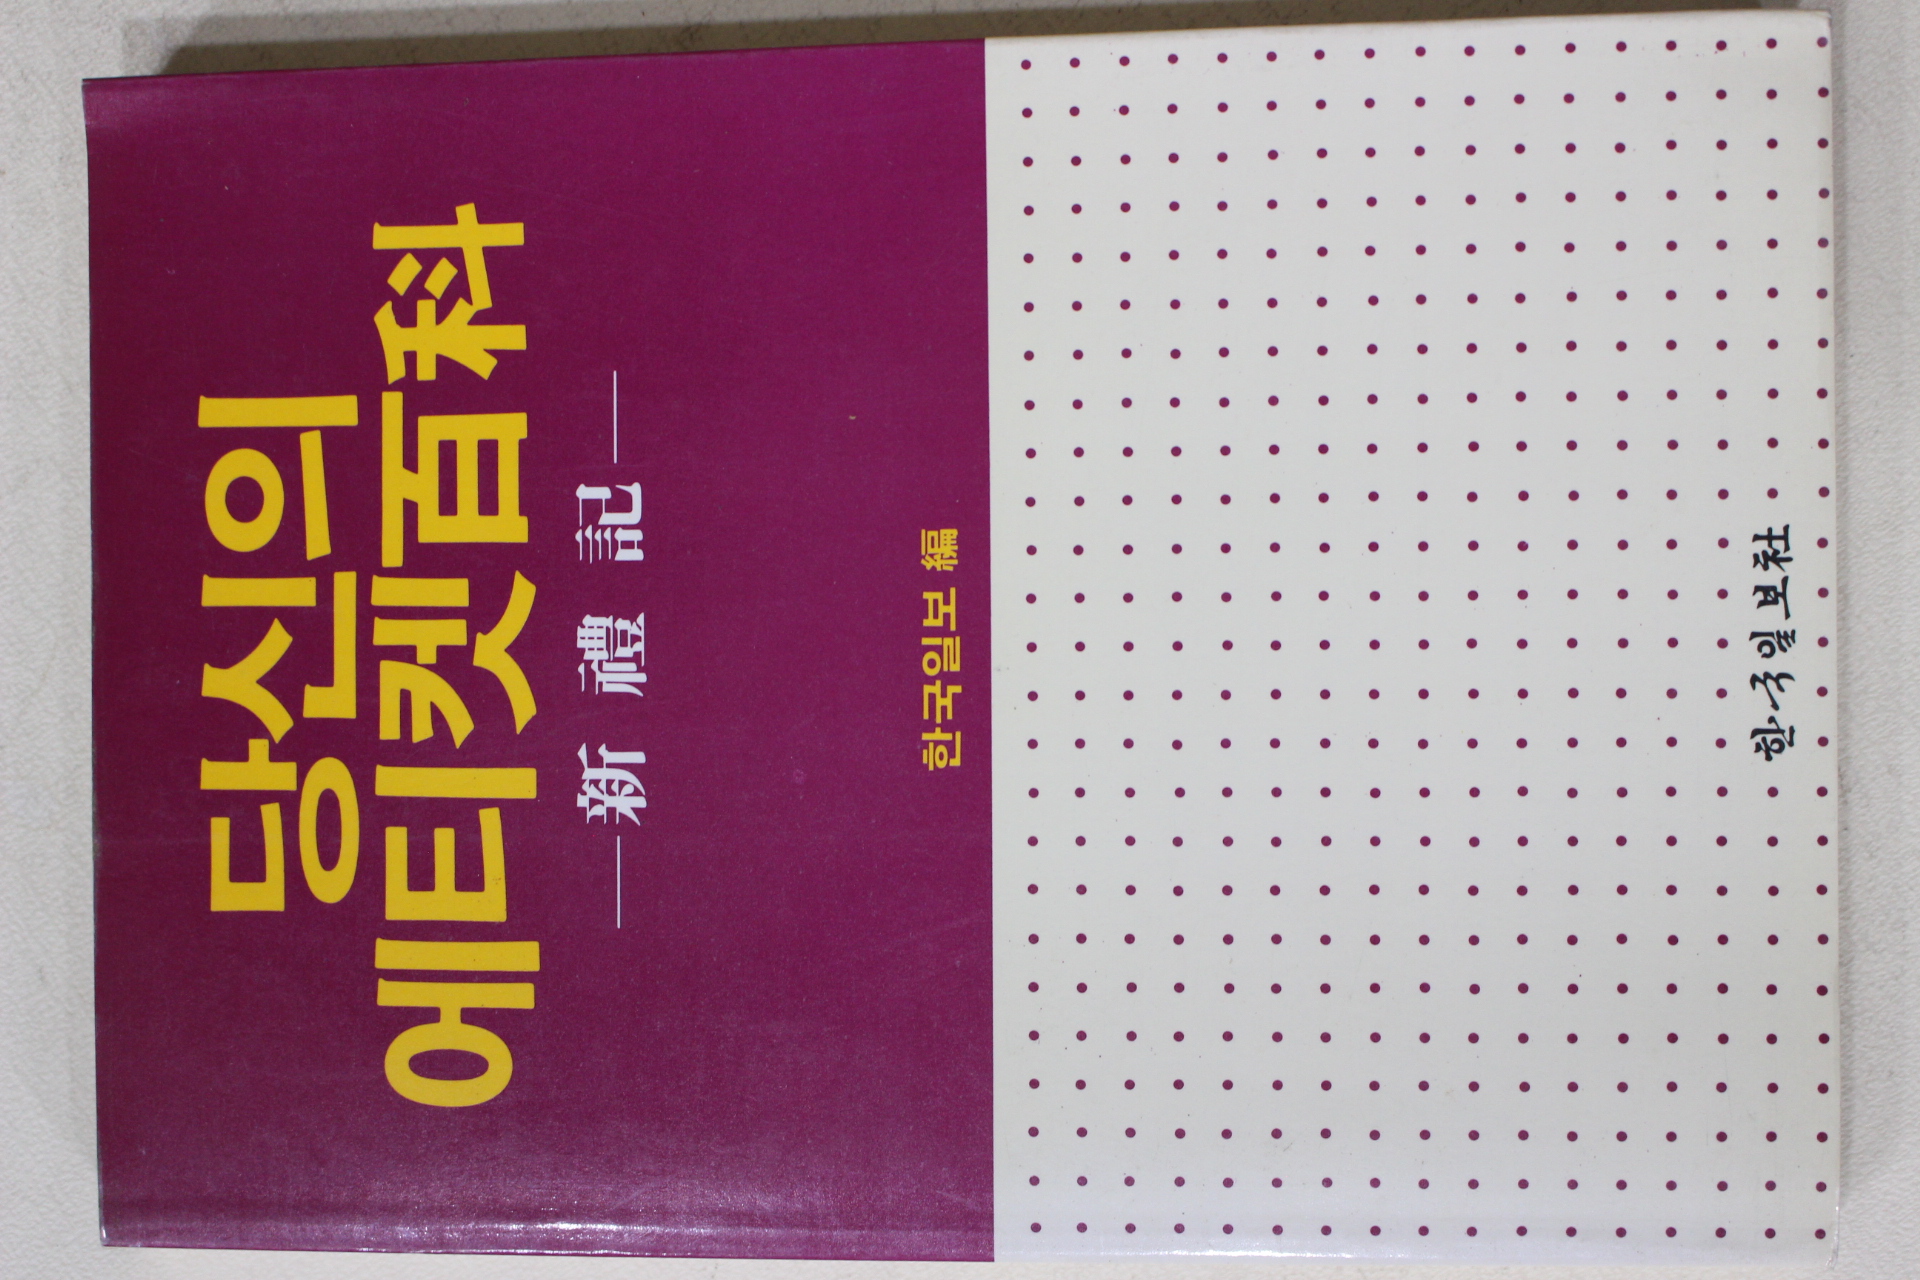 당신의
에티켓百科
新禮記
한국일보 編
한국일보社